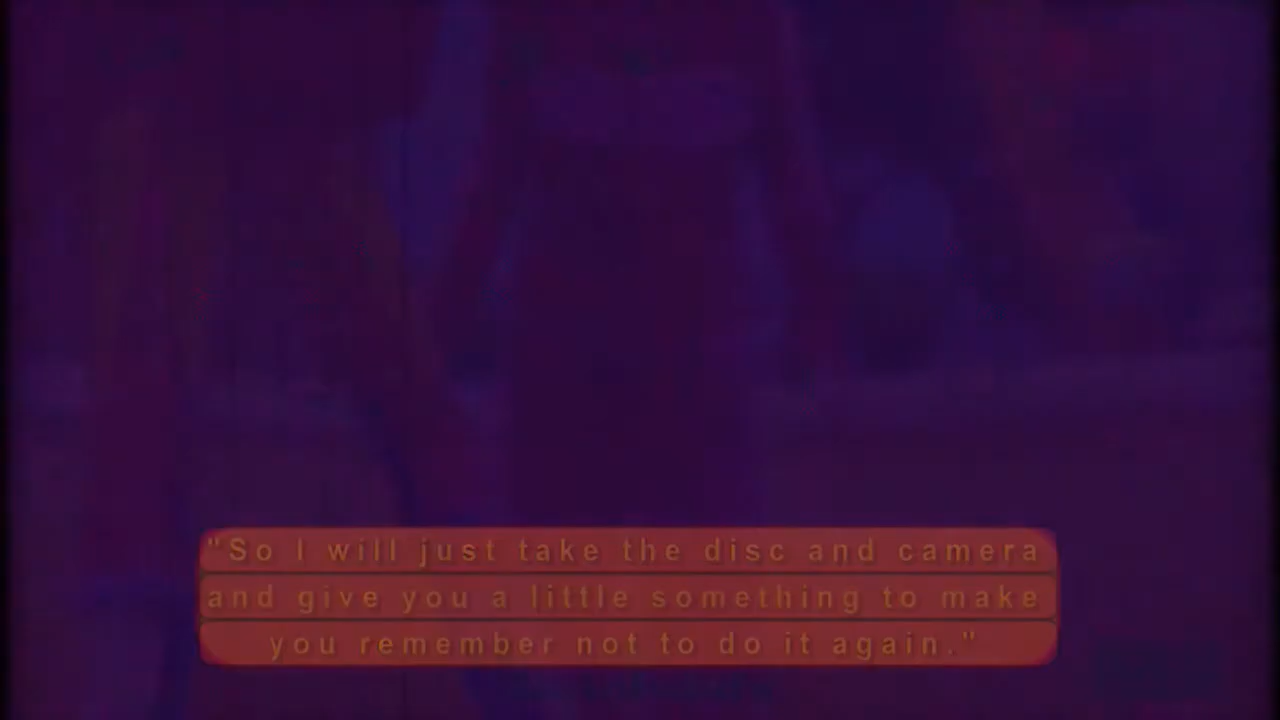 "So I will just take the disc and camera
and give you a little something to make
you remember not to do it again."